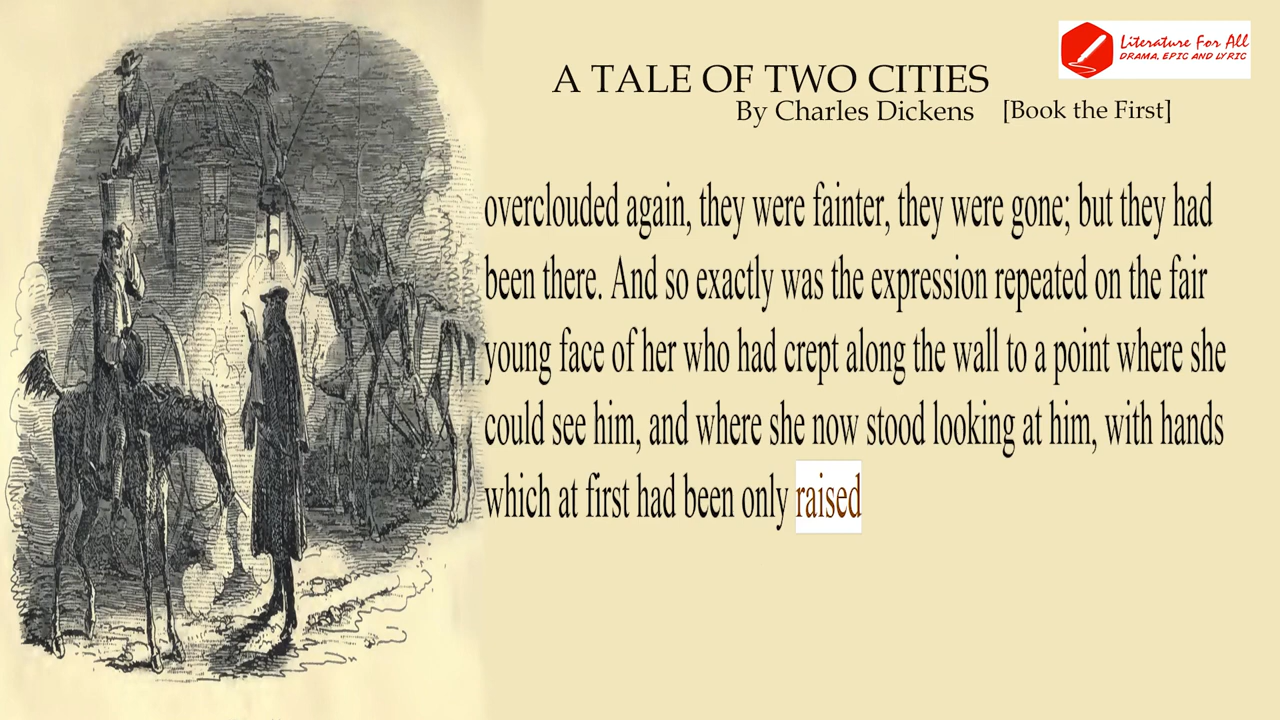 Literature For All
DRAMA, EPIC AND LYRIC
A TALE OF TWO CITIES
By Charles Dickens [Book the First]
overclouded again, they were fainter, they were gone; but they had
been there. And so exactly was the expression repeated on the fair
young face of her who had crept along the wall to a point where she
could see him, and where she now stood looking at him, with hands
which at first had been only raised